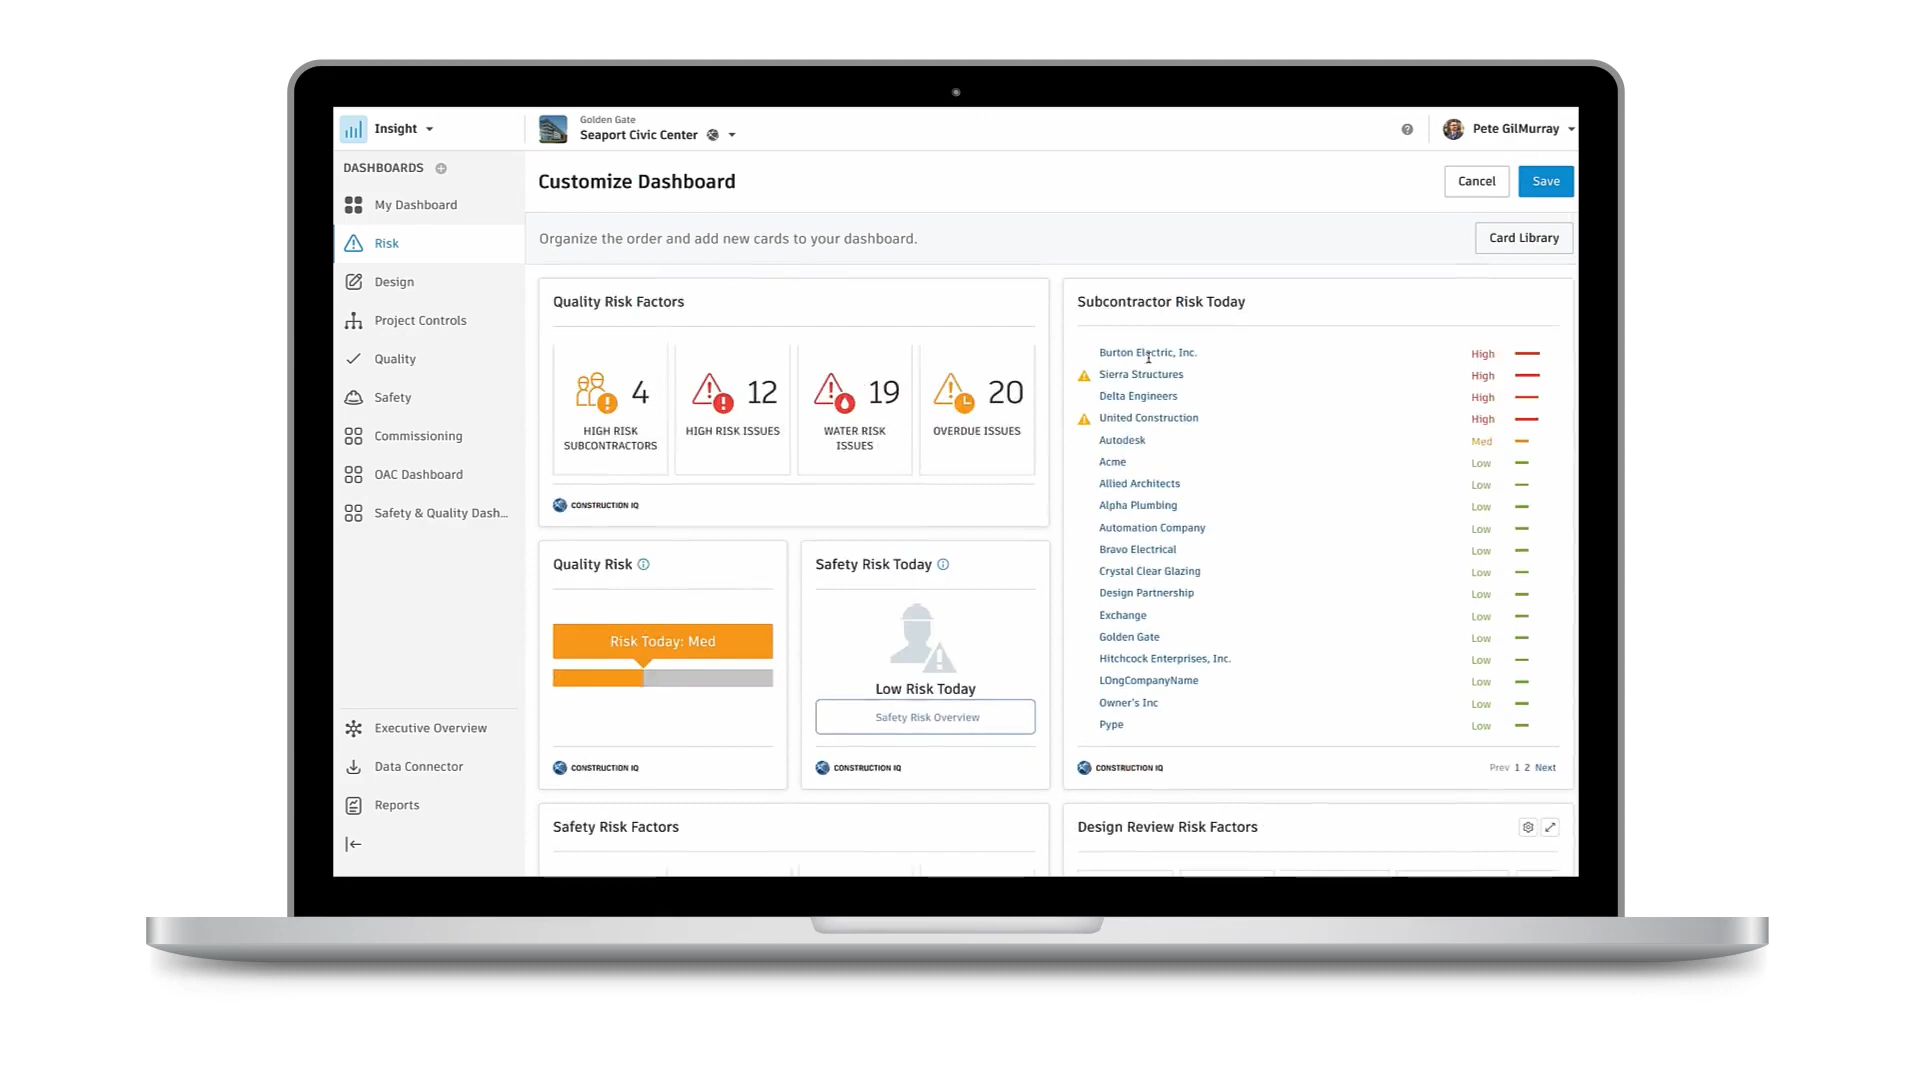 Insight
Golden Gate
Seaport Civic Center
Pete GilMurray
DASHBOARDS
My Dashboard
Risk
Design
Project Controls
Quality
Safety
Commissioning
OAC Dashboard
Safety & Quality Dash...
Executive Overview
Data Connector
Reports
Customize Dashboard
Cancel
Save
Organize the order and add new cards to your dashboard.
Card Library
Quality Risk Factors
4
HIGH RISK
SUBCONTRACTORS
12
HIGH RISK ISSUES
19
WATER RISK
ISSUES
20
OVERDUE ISSUES
CONSTRUCTION IQ
Quality Risk
Risk Today: Med
CONSTRUCTION IQ
Safety Risk Today
Low Risk Today
Safety Risk Overview
CONSTRUCTION IQ
Subcontractor Risk Today
Burton Electric, Inc. High
Sierra Structures High
Delta Engineers High
United Construction High
Autodesk Med
Acme Low
Allied Architects Low
Alpha Plumbing Low
Automation Company Low
Bravo Electrical Low
Crystal Clear Glazing Low
Design Partnership Low
Exchange Low
Golden Gate Low
Hitchcock Enterprises, Inc. Low
LOngCompanyName Low
Owner's Inc Low
Pype Low
CONSTRUCTION IQ
Prev 1 2 Next
Safety Risk Factors
Design Review Risk Factors